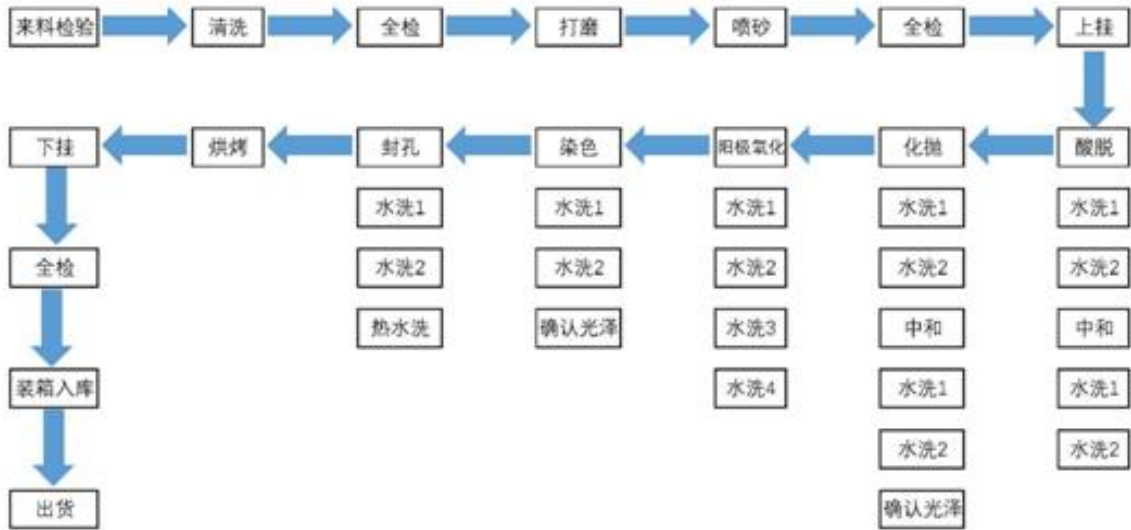 来料检验
清洗
全检
打磨
喷砂
全检
上挂
酸脱
水洗1
水洗2
中和
水洗1
水洗2
化抛
水洗1
水洗2
中和
水洗1
水洗2
确认光泽
阳极氧化
水洗1
水洗2
水洗3
水洗4
染色
水洗1
水洗2
确认光泽
封孔
水洗1
水洗2
热水洗
烘烤
下挂
全检
装箱入库
出货